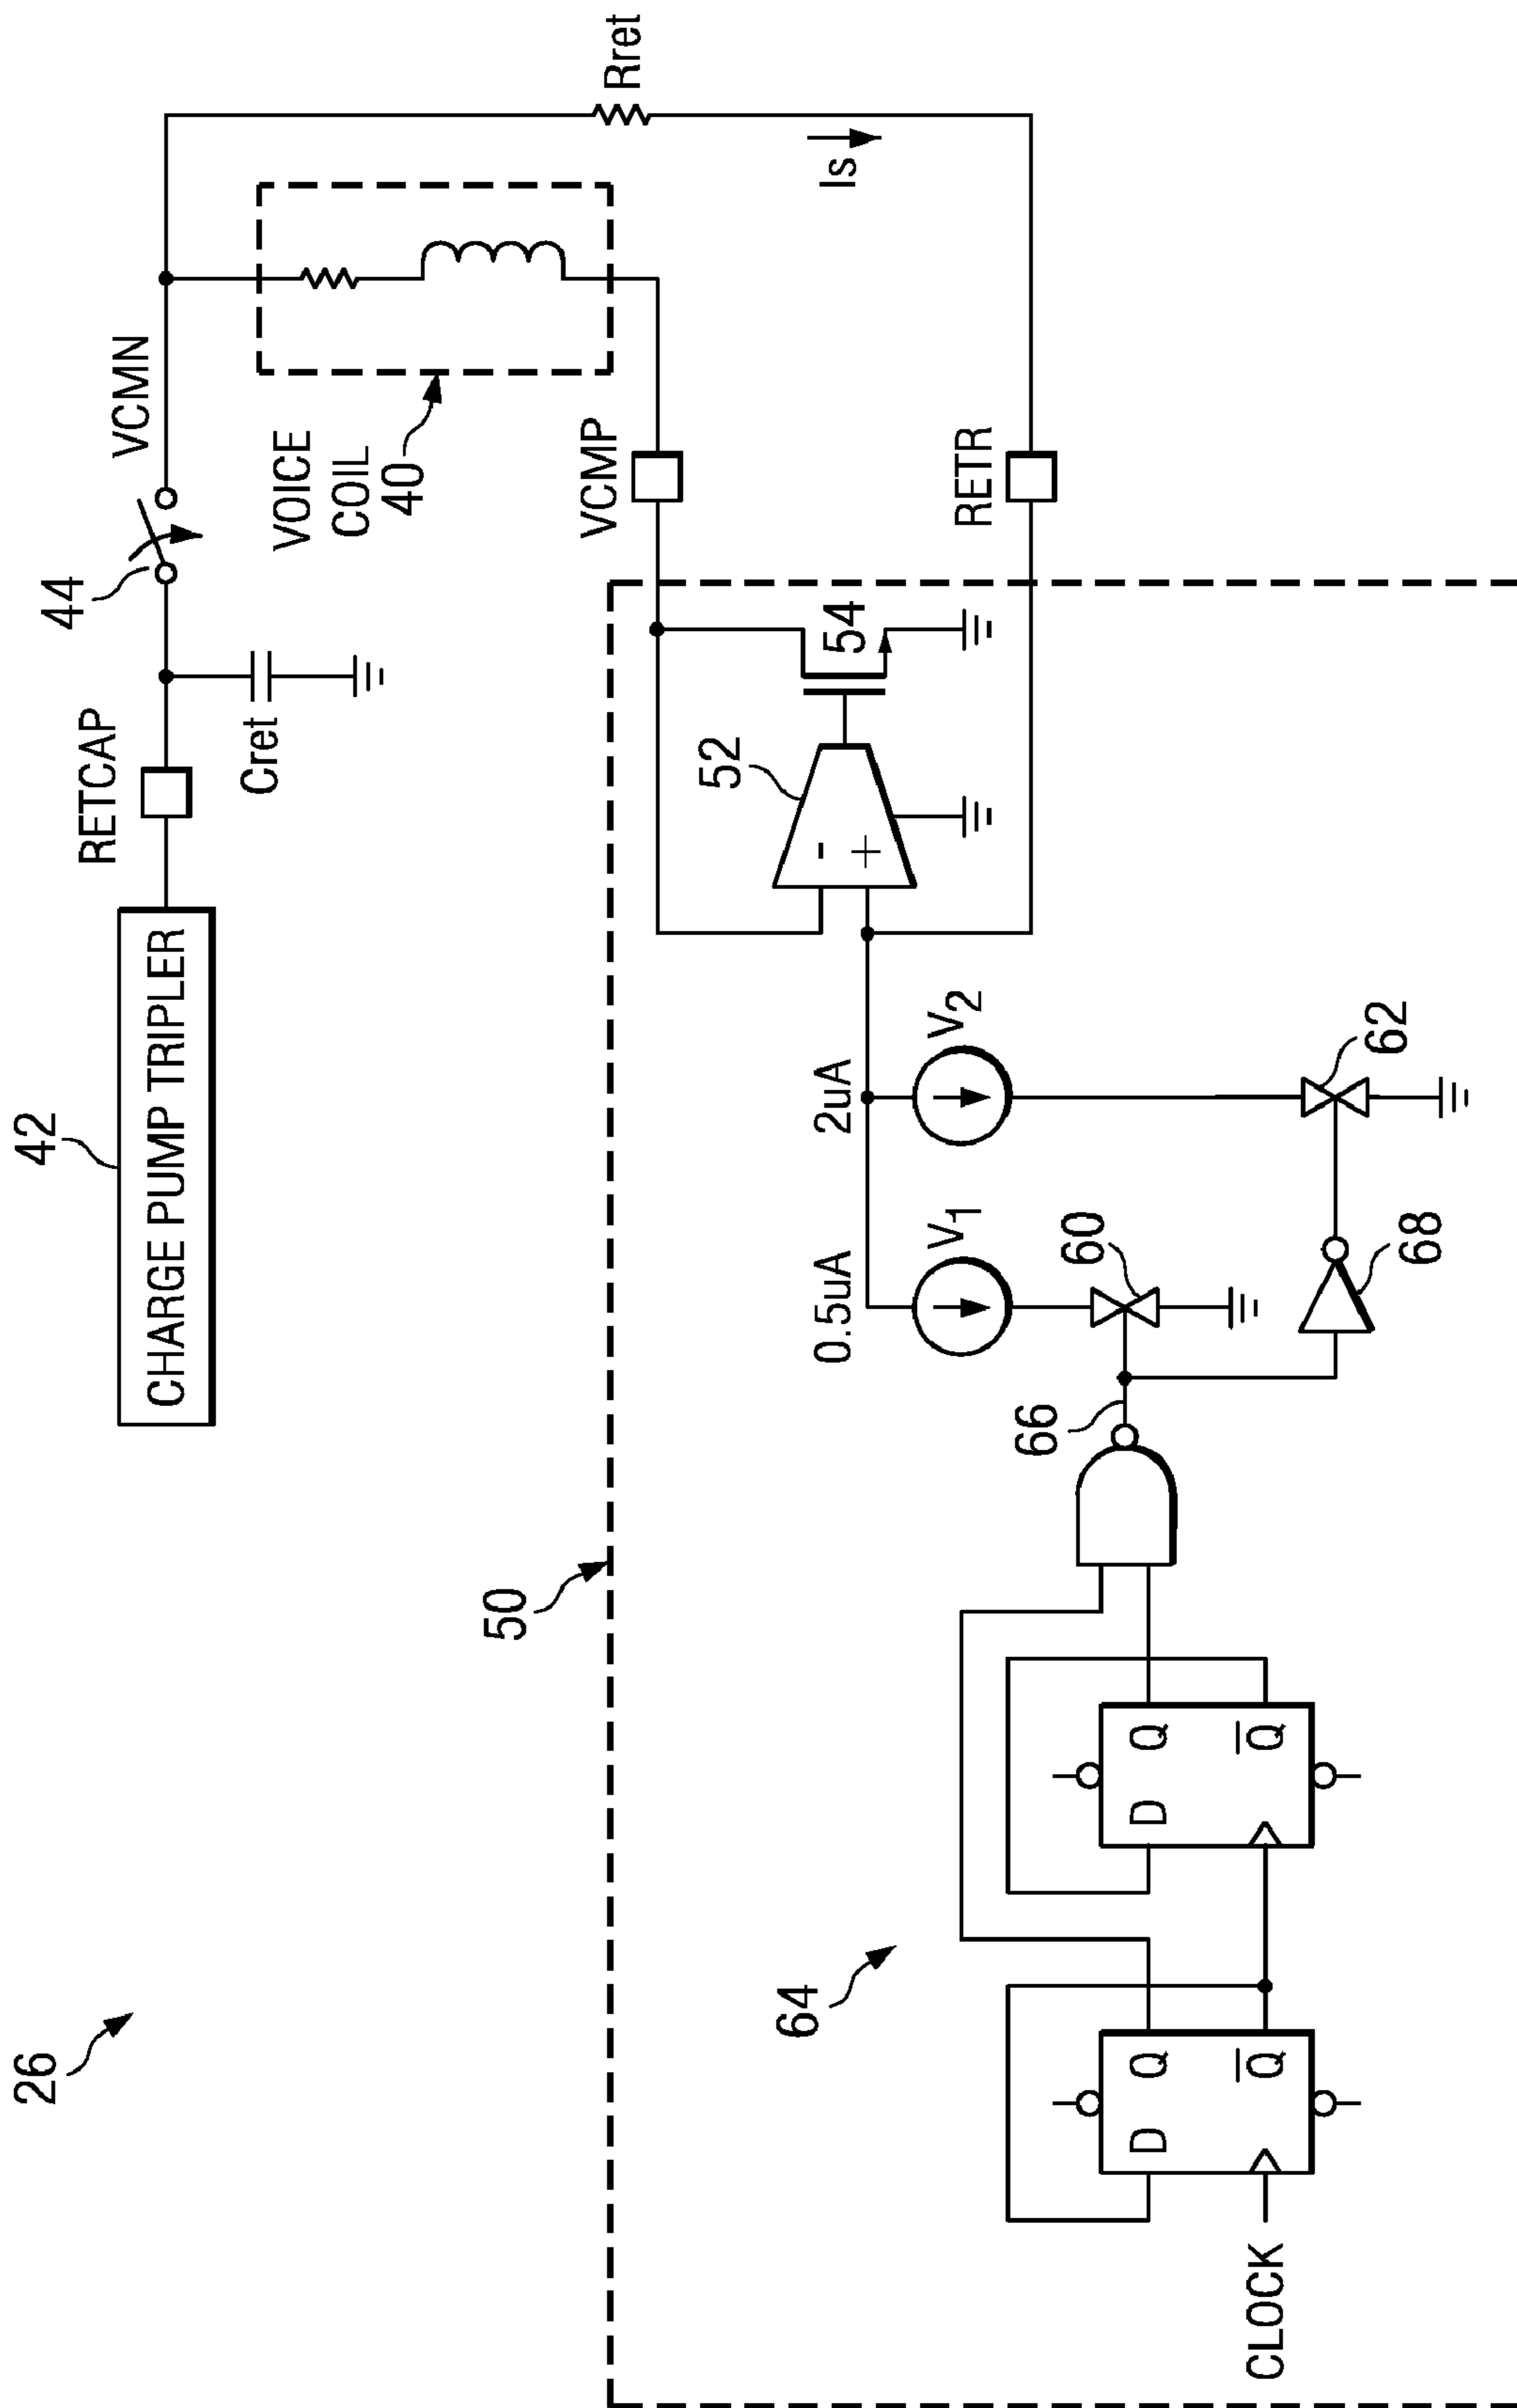 26
42
CHARGE PUMP TRIPLER
RETCAP
44
VCMN
Cret
VOICE
COIL
40
Rret
50
VCMP
52
-
+
54
Is
RETR
64
0.5uA
2uA
V1
V2
66
60
62
68
D
Q
Q
D
Q
Q
CLOCK